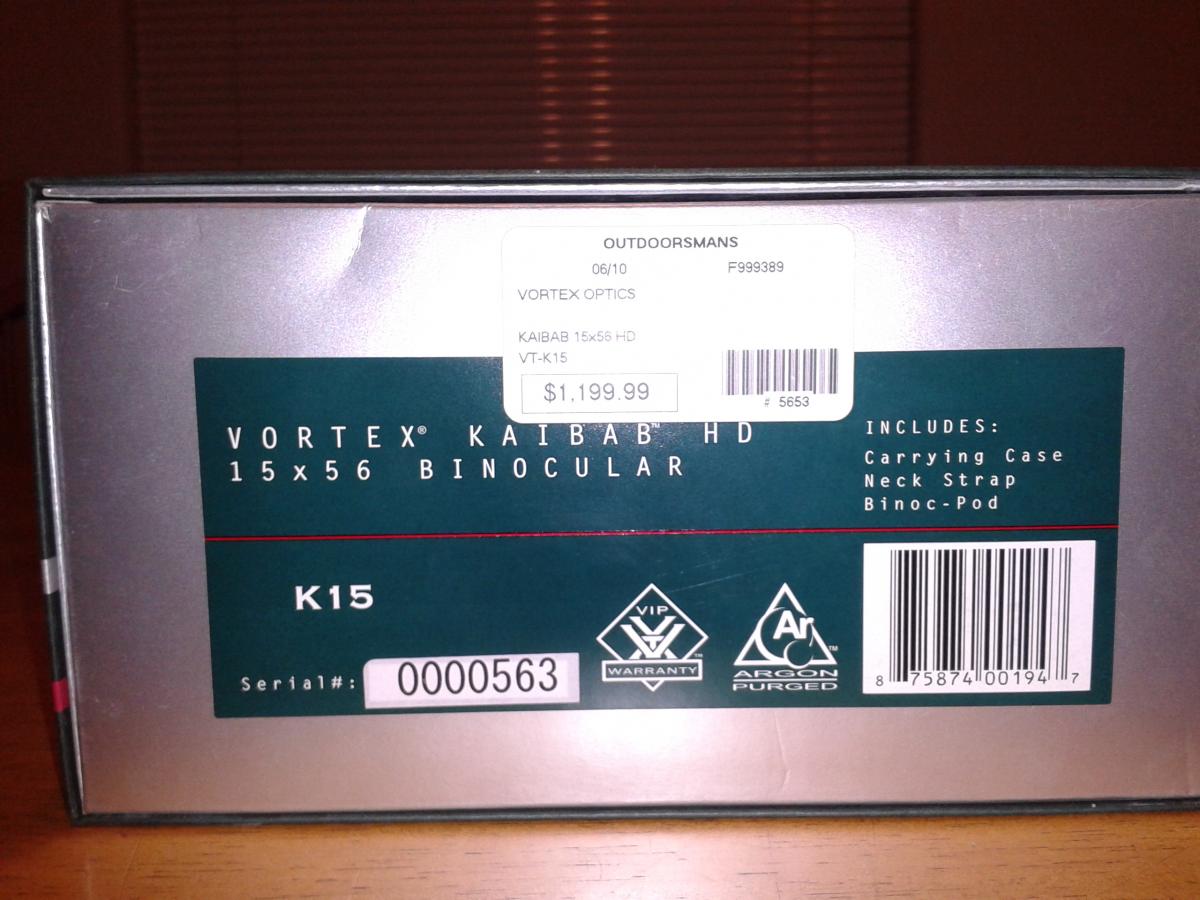 OUTDOORSMANS
06/10 F999389
VORTEX OPTICS
KAIBAB 15x56 HD
VT-K15
$1,199.99
# 5653
VORTEX® KAIBAB™ HD
15x56 BINOCULAR
INCLUDES:
Carrying Case
Neck Strap
Binoc-Pod
K15
Serial#: 0000563
VIP
WARRANTY
™
Ar
™
ARGON
PURGED
8 75874 00194 7